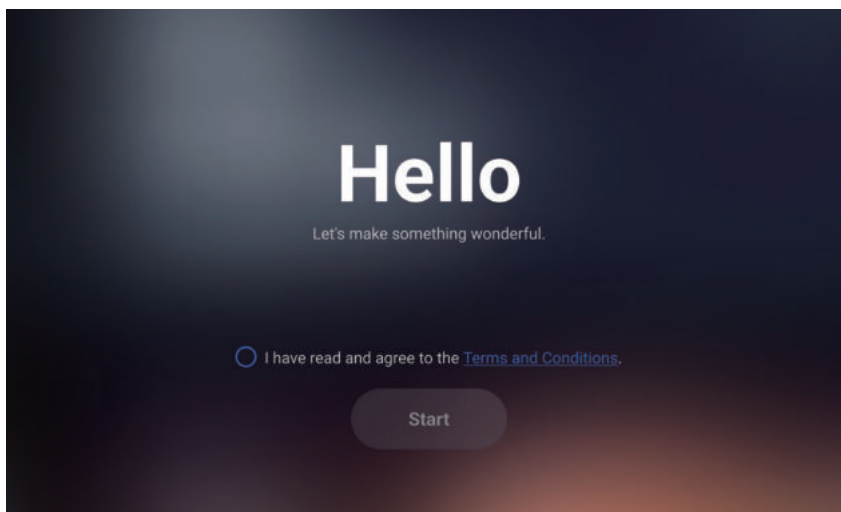 Hello
Let's make something wonderful.
I have read and agree to the Terms and Conditions.
Start